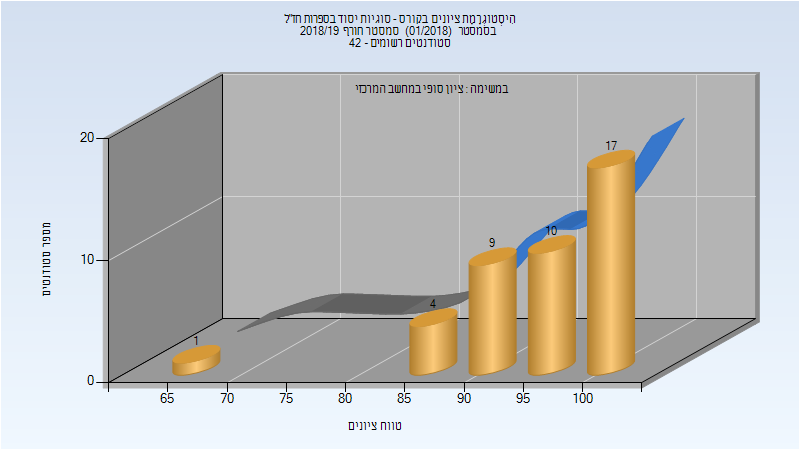 היסטוגרמת ציונים בקורס - סוגיות יסוד בספרות חז"ל
בסמסטר (01/2018) סמסטר חורף 2018/19
סטודנטים רשומים - 42
במשימה : ציון סופי במחשב המרכזי
20
10
0
מספר סטודנטים
1
4
9
10
17
65
70
75
80
85
90
95
100
טווח ציונים